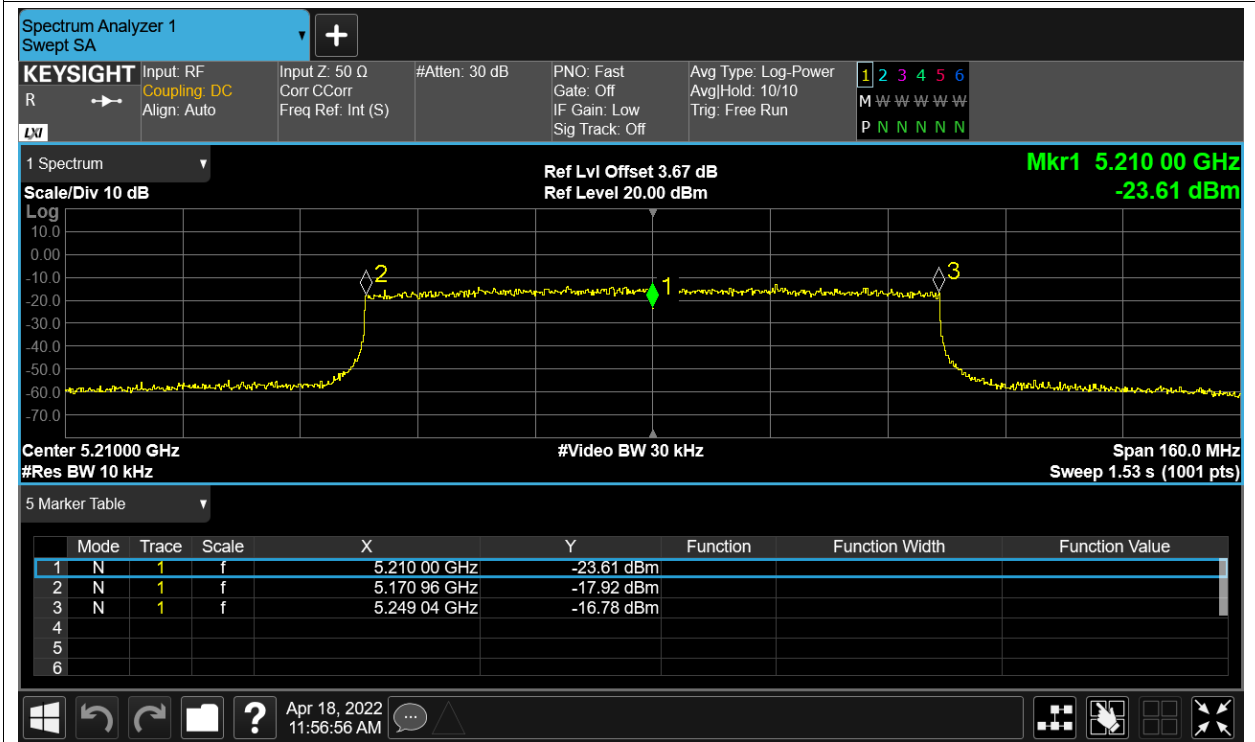 Spectrum Analyzer 1
Swept SA
+
KEYSIGHT Input: RF Input Z: 50 Ω #Atten: 30 dB PNO: Fast Avg Type: Log-Power 1 2 3 4 5 6
R Coupling: DC Corr CCorr Gate: Off Avg|Hold: 10/10 M W W W W W
Align: Auto Freq Ref: Int (S) IF Gain: Low Trig: Free Run
LXI Sig Track: Off P N N N N N
1 Spectrum Ref Lvl Offset 3.67 dB Mkr1 5.210 00 GHz
Scale/Div 10 dB Ref Level 20.00 dBm -23.61 dBm
Log
10.0
0.00
-10.0 2 1 3
-20.0
-30.0
-40.0
-50.0
-60.0
-70.0
Center 5.21000 GHz #Video BW 30 kHz Span 160.0 MHz
#Res BW 10 kHz Sweep 1.53 s (1001 pts)
5 Marker Table
Mode Trace Scale X Y Function Function Width Function Value
1 N 1 f 5.210 00 GHz -23.61 dBm
2 N 1 f 5.170 96 GHz -17.92 dBm
3 N 1 f 5.249 04 GHz -16.78 dBm
4
5
6
? Apr 18, 2022
11:56:56 AM